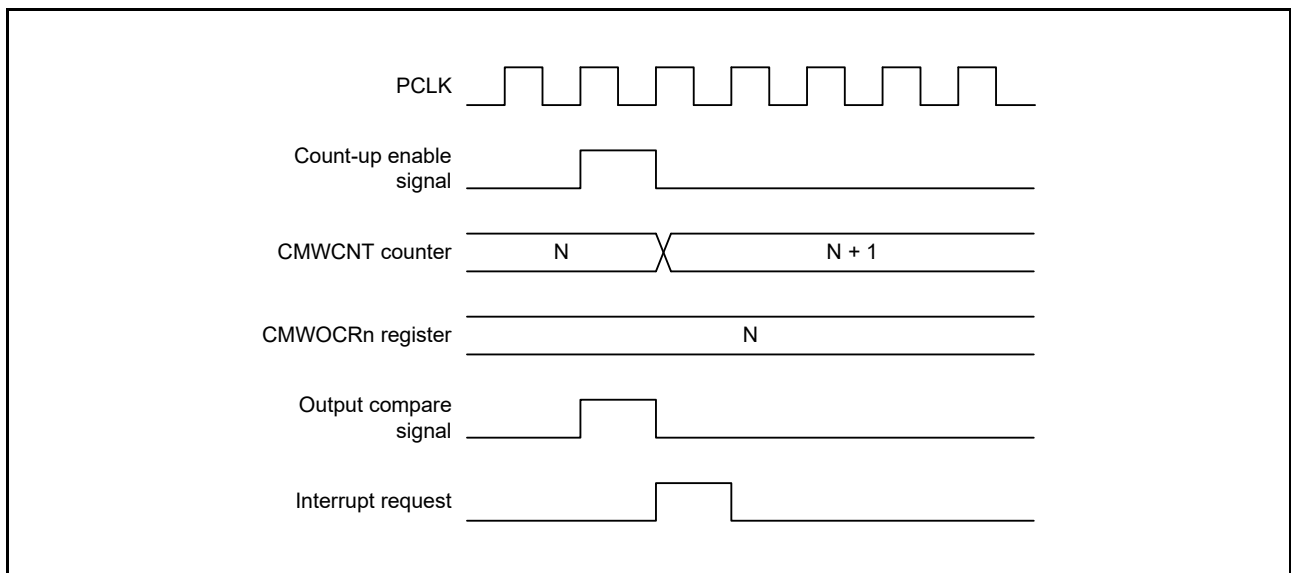 PCLK
Count-up enable
signal
CMWCNT counter
N
N + 1
CMWOCRn register
N
Output compare
signal
Interrupt request